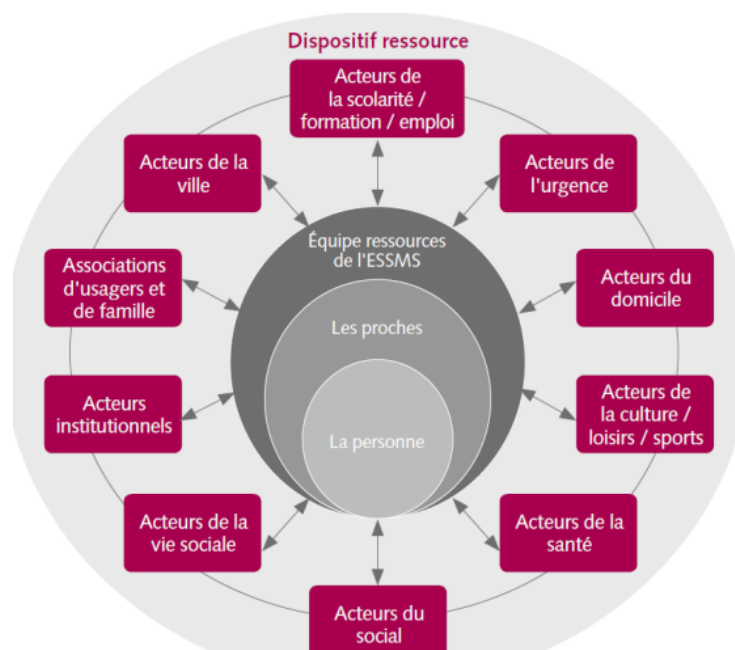 Dispositif ressource
Acteurs de
la scolarité /
formation / emploi
Acteurs de la
ville
Acteurs de
l'urgence
Équipe ressources
de l'ESSMS
Associations
d'usagers et
de famille
Acteurs du
domicile
Les proches
Acteurs
institutionnels
Acteurs de
la culture /
loisirs / sports
La personne
Acteurs de la
vie sociale
Acteurs de la
santé
Acteurs du
social